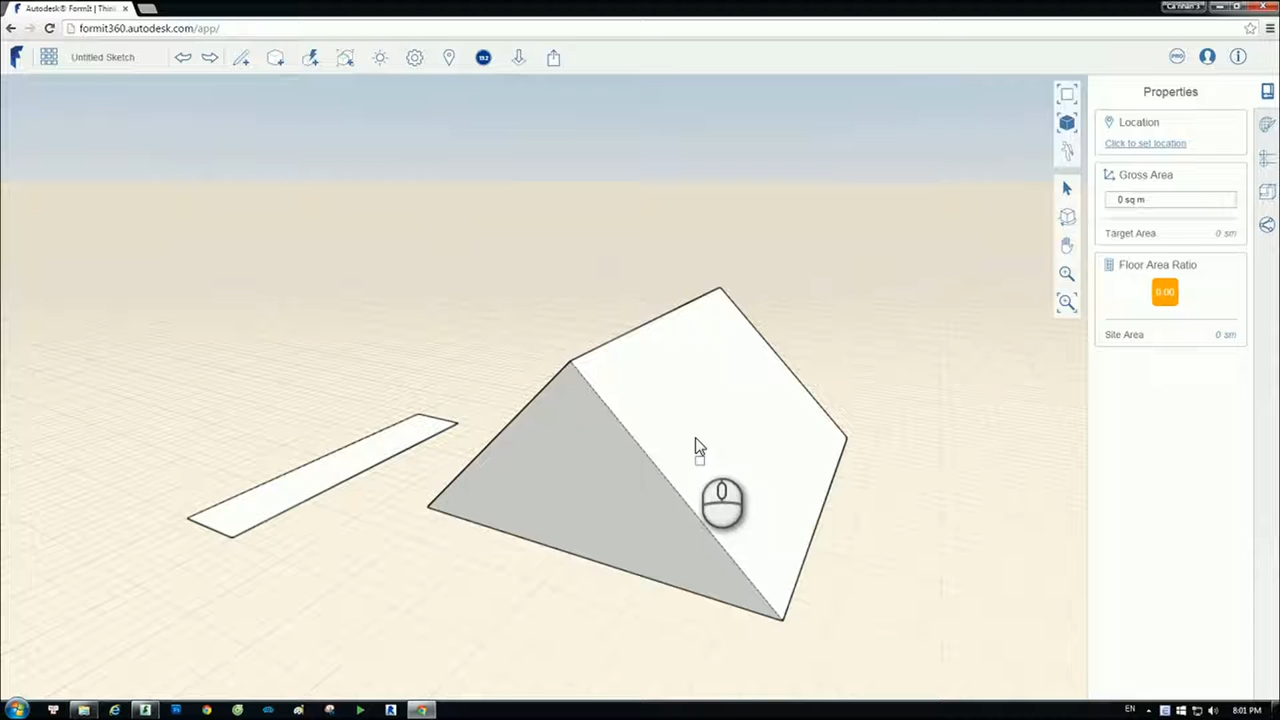 Autodesk® FormIt | Thin
formit360.autodesk.com/app/
Untitled Sketch
PRO
Properties
Location
Click to set location
Gross Area
0 sq m
Target Area 0 sm
Floor Area Ratio
0.00
Site Area 0 sm
EN
8:01 PM